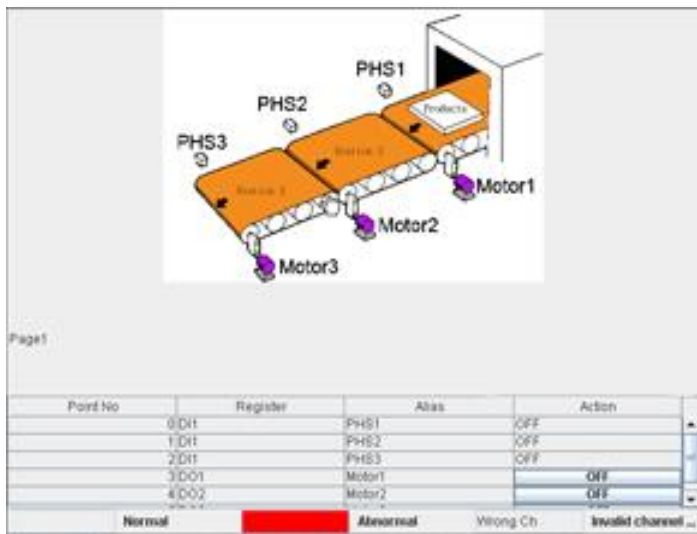 PHS1
Products
PHS2
PHS3
Motor1
Motor2
Motor3
Page1
Point No Register Alias Action
0 DI1 PHS1 OFF
1 DI1 PHS2 OFF
2 DI1 PHS3 OFF
3 DO1 Motor1 OFF
4 DO2 Motor2 OFF
Normal Abnormal Wrong Ch Invalid channel ...